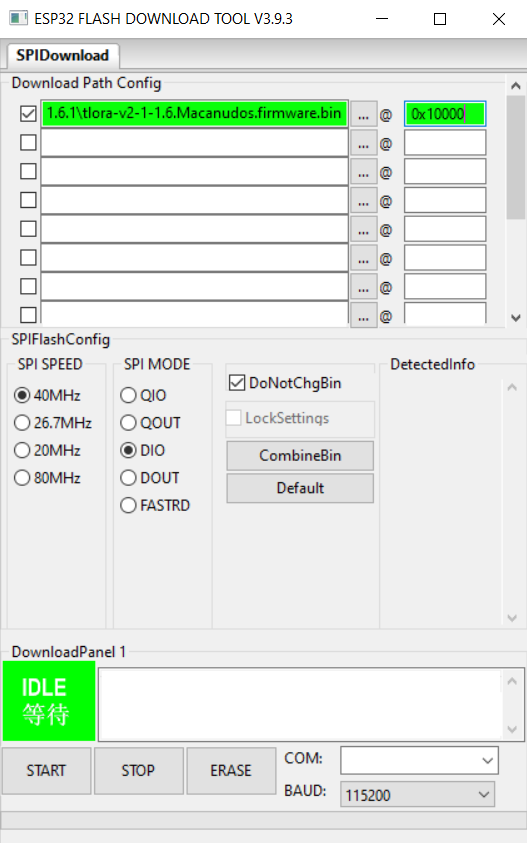 ESP32 FLASH DOWNLOAD TOOL V3.9.3
SPIDownload
Download Path Config
1.6.1\tlora-v2-1-1.6.Macanudos.firmware.bin ... @ 0x10000
... @
... @
... @
... @
... @
... @
... @
SPIFlashConfig
SPI SPEED
40MHz
26.7MHz
20MHz
80MHz
SPI MODE
QIO
QOUT
DIO
DOUT
FASTRD
DoNotChgBin
LockSettings
CombineBin
Default
DetectedInfo
DownloadPanel 1
IDLE
等待
START STOP ERASE
COM:
BAUD: 115200